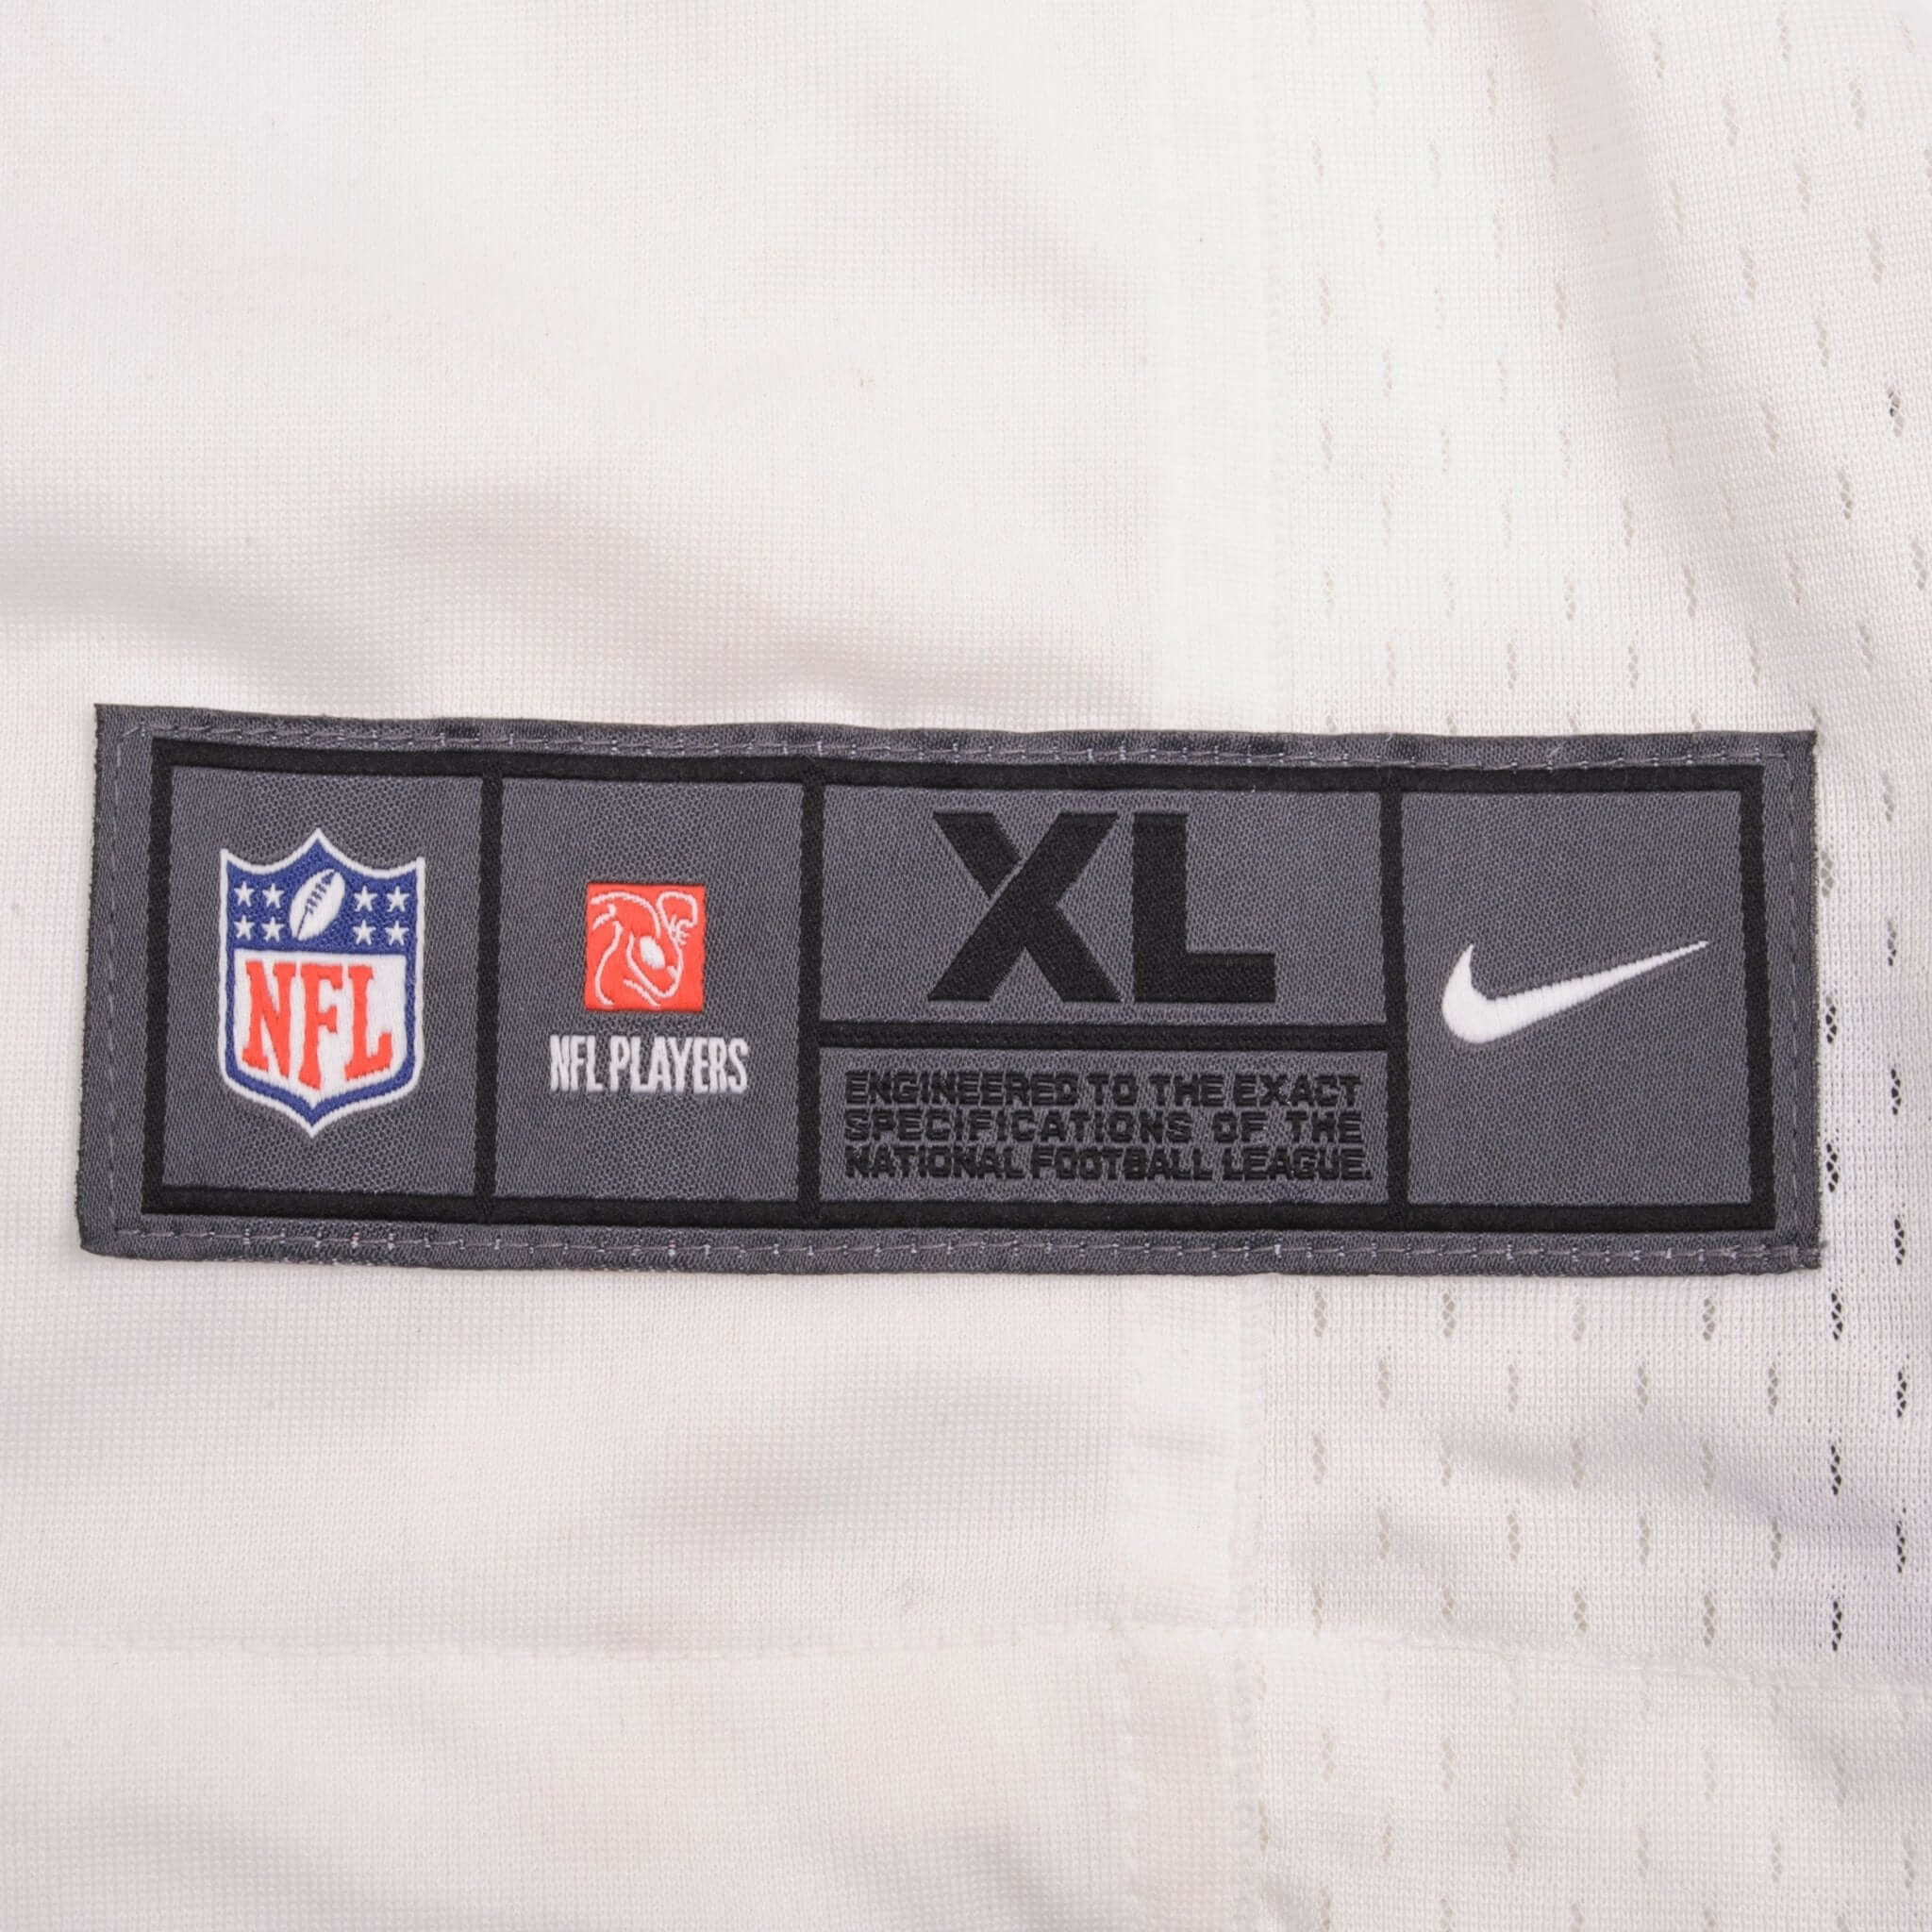 NFL
NFL PLAYERS
XL
ENGINEERED TO THE EXACT
SPECIFICATIONS OF THE
NATIONAL FOOTBALL LEAGUE.